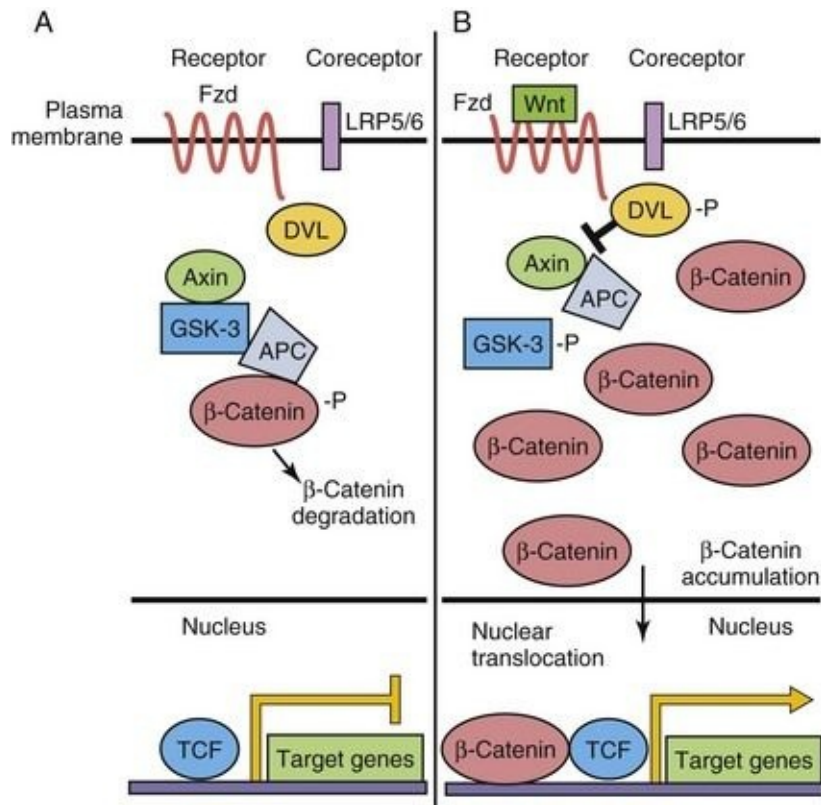 A
Receptor
Coreceptor
Fzd
LRP5/6
Plasma
membrane
DVL
Axin
GSK-3
APC
β-Catenin
-P
β-Catenin
degradation
Nucleus
TCF
Target genes
B
Receptor
Coreceptor
Fzd
Wnt
LRP5/6
DVL
-P
Axin
APC
β-Catenin
GSK-3
-P
β-Catenin
β-Catenin
β-Catenin
β-Catenin
β-Catenin
accumulation
Nuclear
translocation
Nucleus
β-Catenin
TCF
Target genes